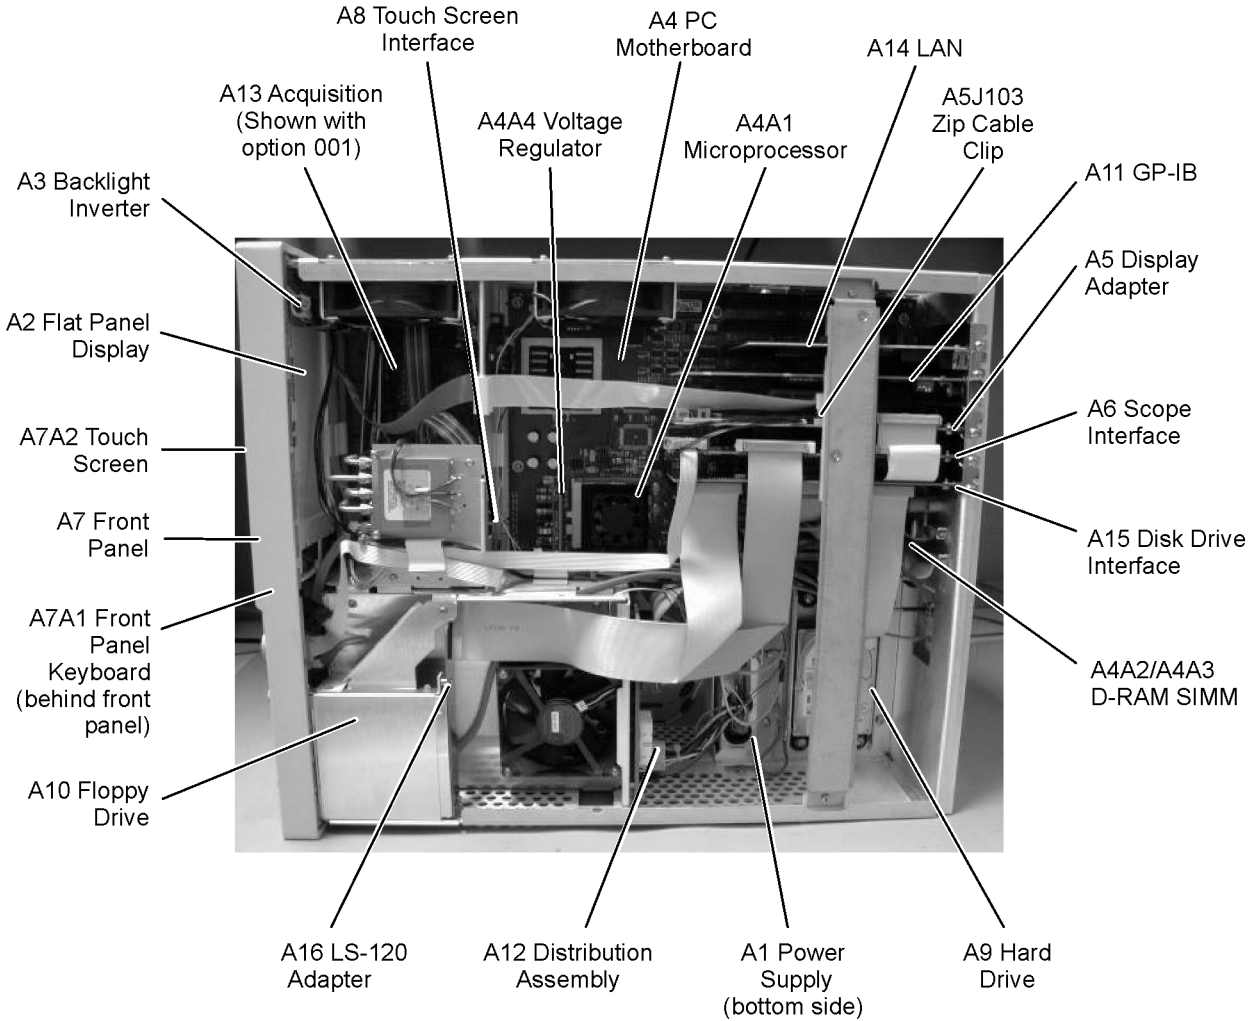 A8 Touch Screen
Interface
A4 PC
Motherboard
A14 LAN
A13 Acquisition
(Shown with
option 001)
A4A4 Voltage
Regulator
A4A1
Microprocessor
A5J103
Zip Cable
Clip
A3 Backlight
Inverter
A11 GP-IB
A5 Display
Adapter
A2 Flat Panel
Display
A6 Scope
Interface
A7A2 Touch
Screen
A7 Front
Panel
A15 Disk Drive
Interface
A7A1 Front
Panel
Keyboard
(behind front
panel)
A4A2/A4A3
D-RAM SIMM
A10 Floppy
Drive
A16 LS-120
Adapter
A12 Distribution
Assembly
A1 Power
Supply
(bottom side)
A9 Hard
Drive